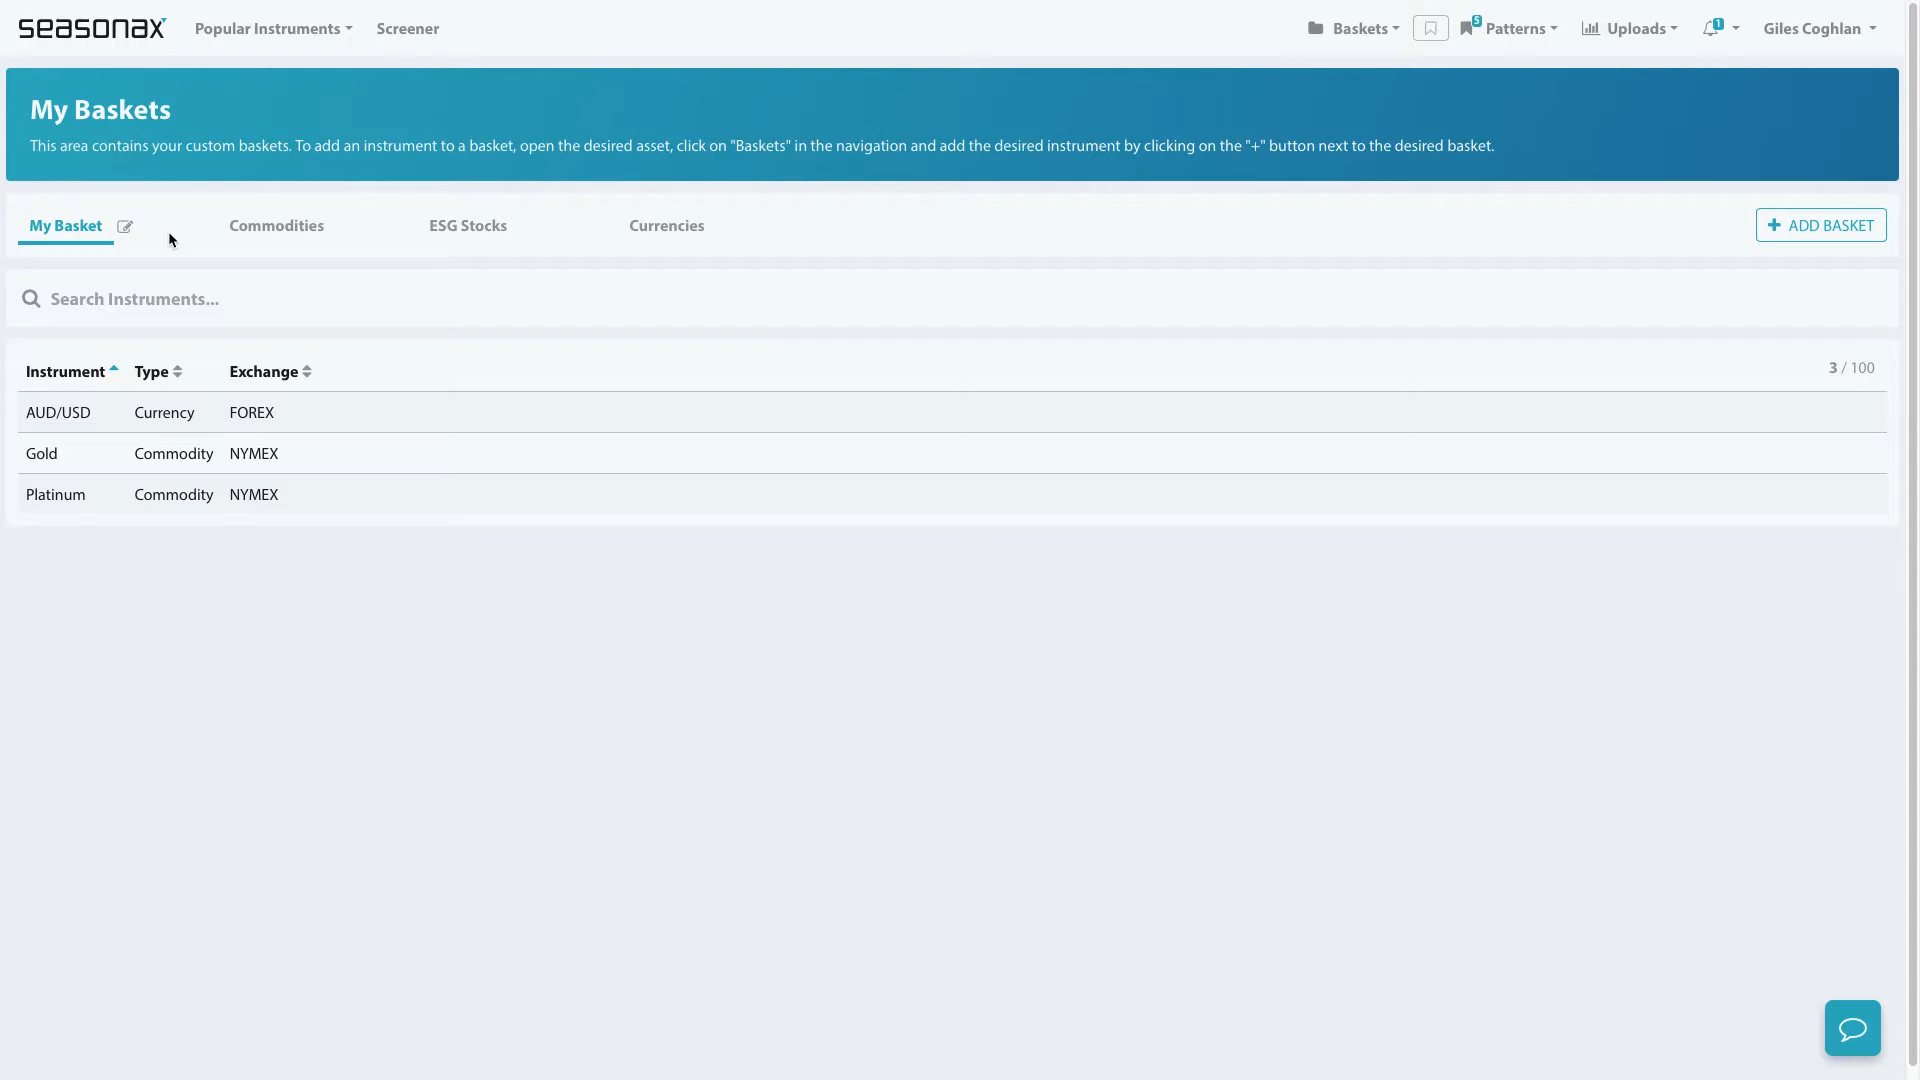 seasonax Popular Instruments Screener Baskets 5 Patterns Uploads 1 Giles Coghlan
My Baskets
This area contains your custom baskets. To add an instrument to a basket, open the desired asset, click on "Baskets" in the navigation and add the desired instrument by clicking on the "+" button next to the desired basket.
My Basket Commodities ESG Stocks Currencies + ADD BASKET
Search Instruments...
Instrument Type Exchange 3 / 100
AUD/USD Currency FOREX
Gold Commodity NYMEX
Platinum Commodity NYMEX